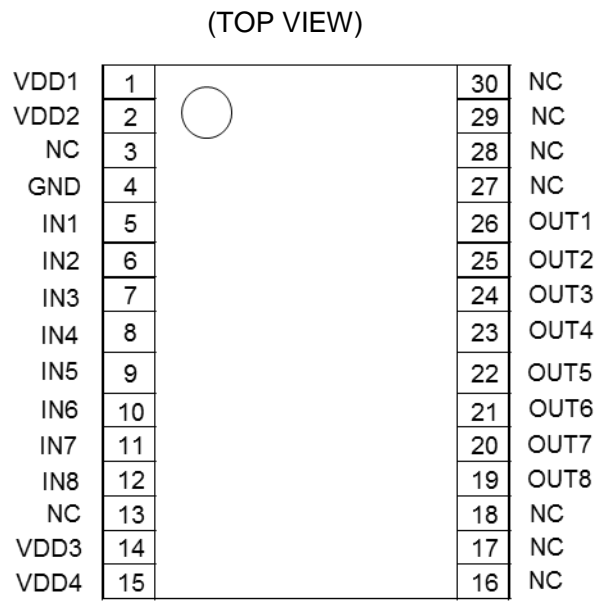 (TOP VIEW)
VDD1 1 30 NC
VDD2 2 29 NC
NC 3 28 NC
GND 4 27 NC
IN1 5 26 OUT1
IN2 6 25 OUT2
IN3 7 24 OUT3
IN4 8 23 OUT4
IN5 9 22 OUT5
IN6 10 21 OUT6
IN7 11 20 OUT7
IN8 12 19 OUT8
NC 13 18 NC
VDD3 14 17 NC
VDD4 15 16 NC